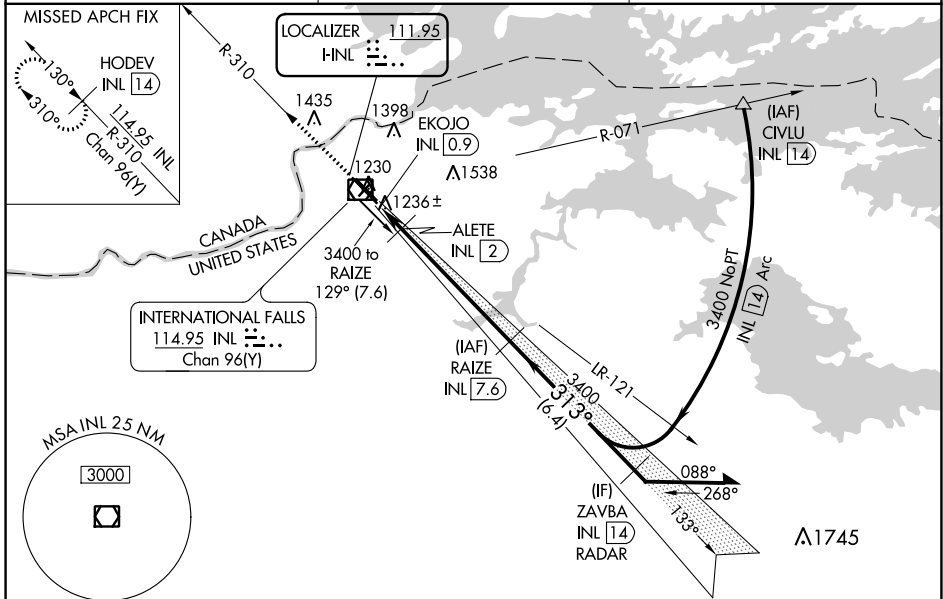 MISSED APCH FIX
HODEV
INL 14
130°
310°
114.95 INL
R-310
Chan 96(Y)
R-310
LOCALIZER 111.95
I-INL
1435
1398
EKOJO
INL 0.9
1538
R-071
(IAF)
CIVLU
INL 14
1230
1236 ±
ALETE
INL 2
CANADA
UNITED STATES
3400 to
RAIZE
129° (7.6)
3400 NoPT
INL 14 Arc
INTERNATIONAL FALLS
114.95 INL
Chan 96(Y)
(IAF)
RAIZE
INL 7.6
LR-121
3400
313°
(6.4)
MSA INL 25 NM
3000
088°
268°
133°
(IF)
ZAVBA
INL 14
RADAR
1745